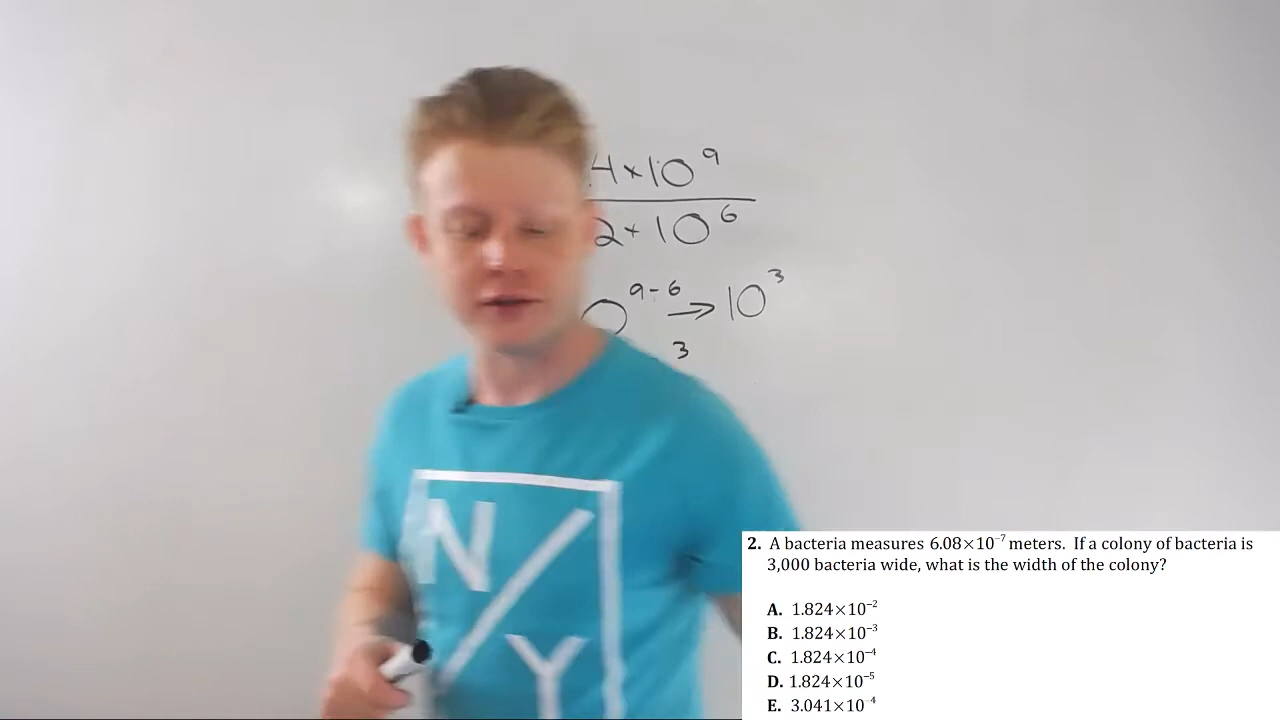 4×10⁹
2+10⁶
0⁹⁻⁶ → 10³
3
N
Y
2. A bacteria measures 6.08×10⁻⁷ meters. If a colony of bacteria is
3,000 bacteria wide, what is the width of the colony?
A. 1.824×10⁻²
B. 1.824×10⁻³
C. 1.824×10⁻⁴
D. 1.824×10⁻⁵
E. 3.041×10⁻⁴